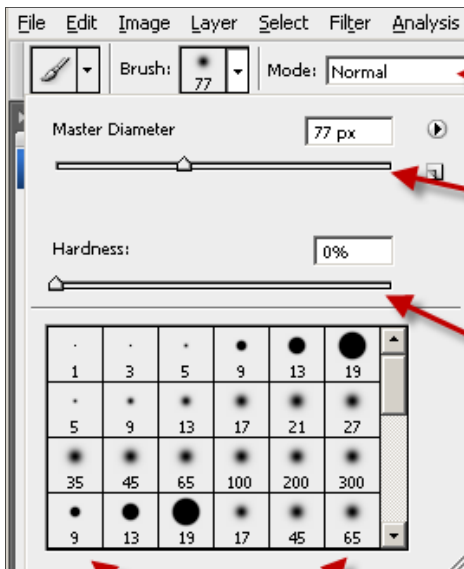 File Edit Image Layer Select Filter Analysis
Brush: 77 Mode: Normal
Master Diameter 77 px
Hardness: 0%
1 3 5 9 13 19
5 9 13 17 21 27
35 45 65 100 200 300
9 13 19 17 45 65